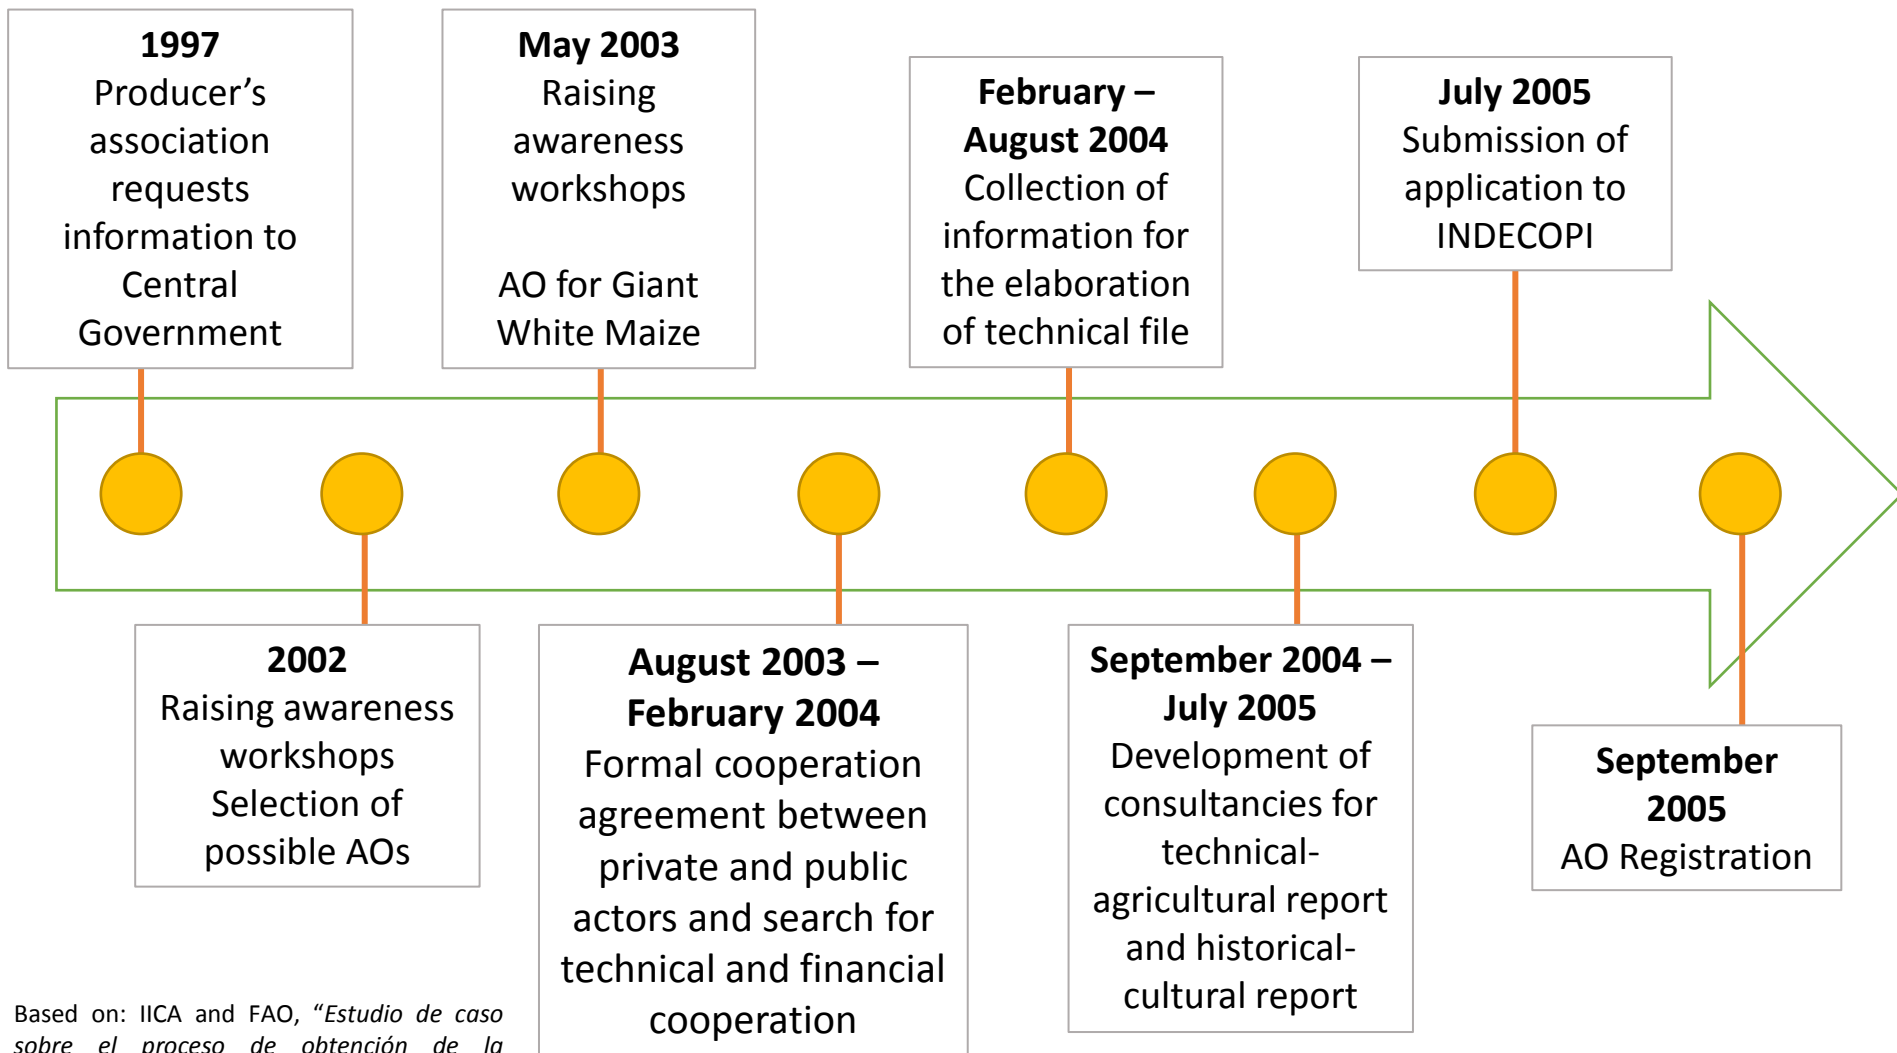 1997
Producer’s
association
requests
information to
Central
Government
May 2003
Raising
awareness
workshops
AO for Giant
White Maize
February –
August 2004
Collection of
information for
the elaboration
of technical file
July 2005
Submission of
application to
INDECOPI
2002
Raising awareness
workshops
Selection of
possible AOs
August 2003 –
February 2004
Formal cooperation
agreement between
private and public
actors and search for
technical and financial
cooperation
September 2004 –
July 2005
Development of
consultancies for
technical-
agricultural report
and historical-
cultural report
September
2005
AO Registration
Based on: IICA and FAO, “Estudio de caso
sobre el proceso de obtención de la